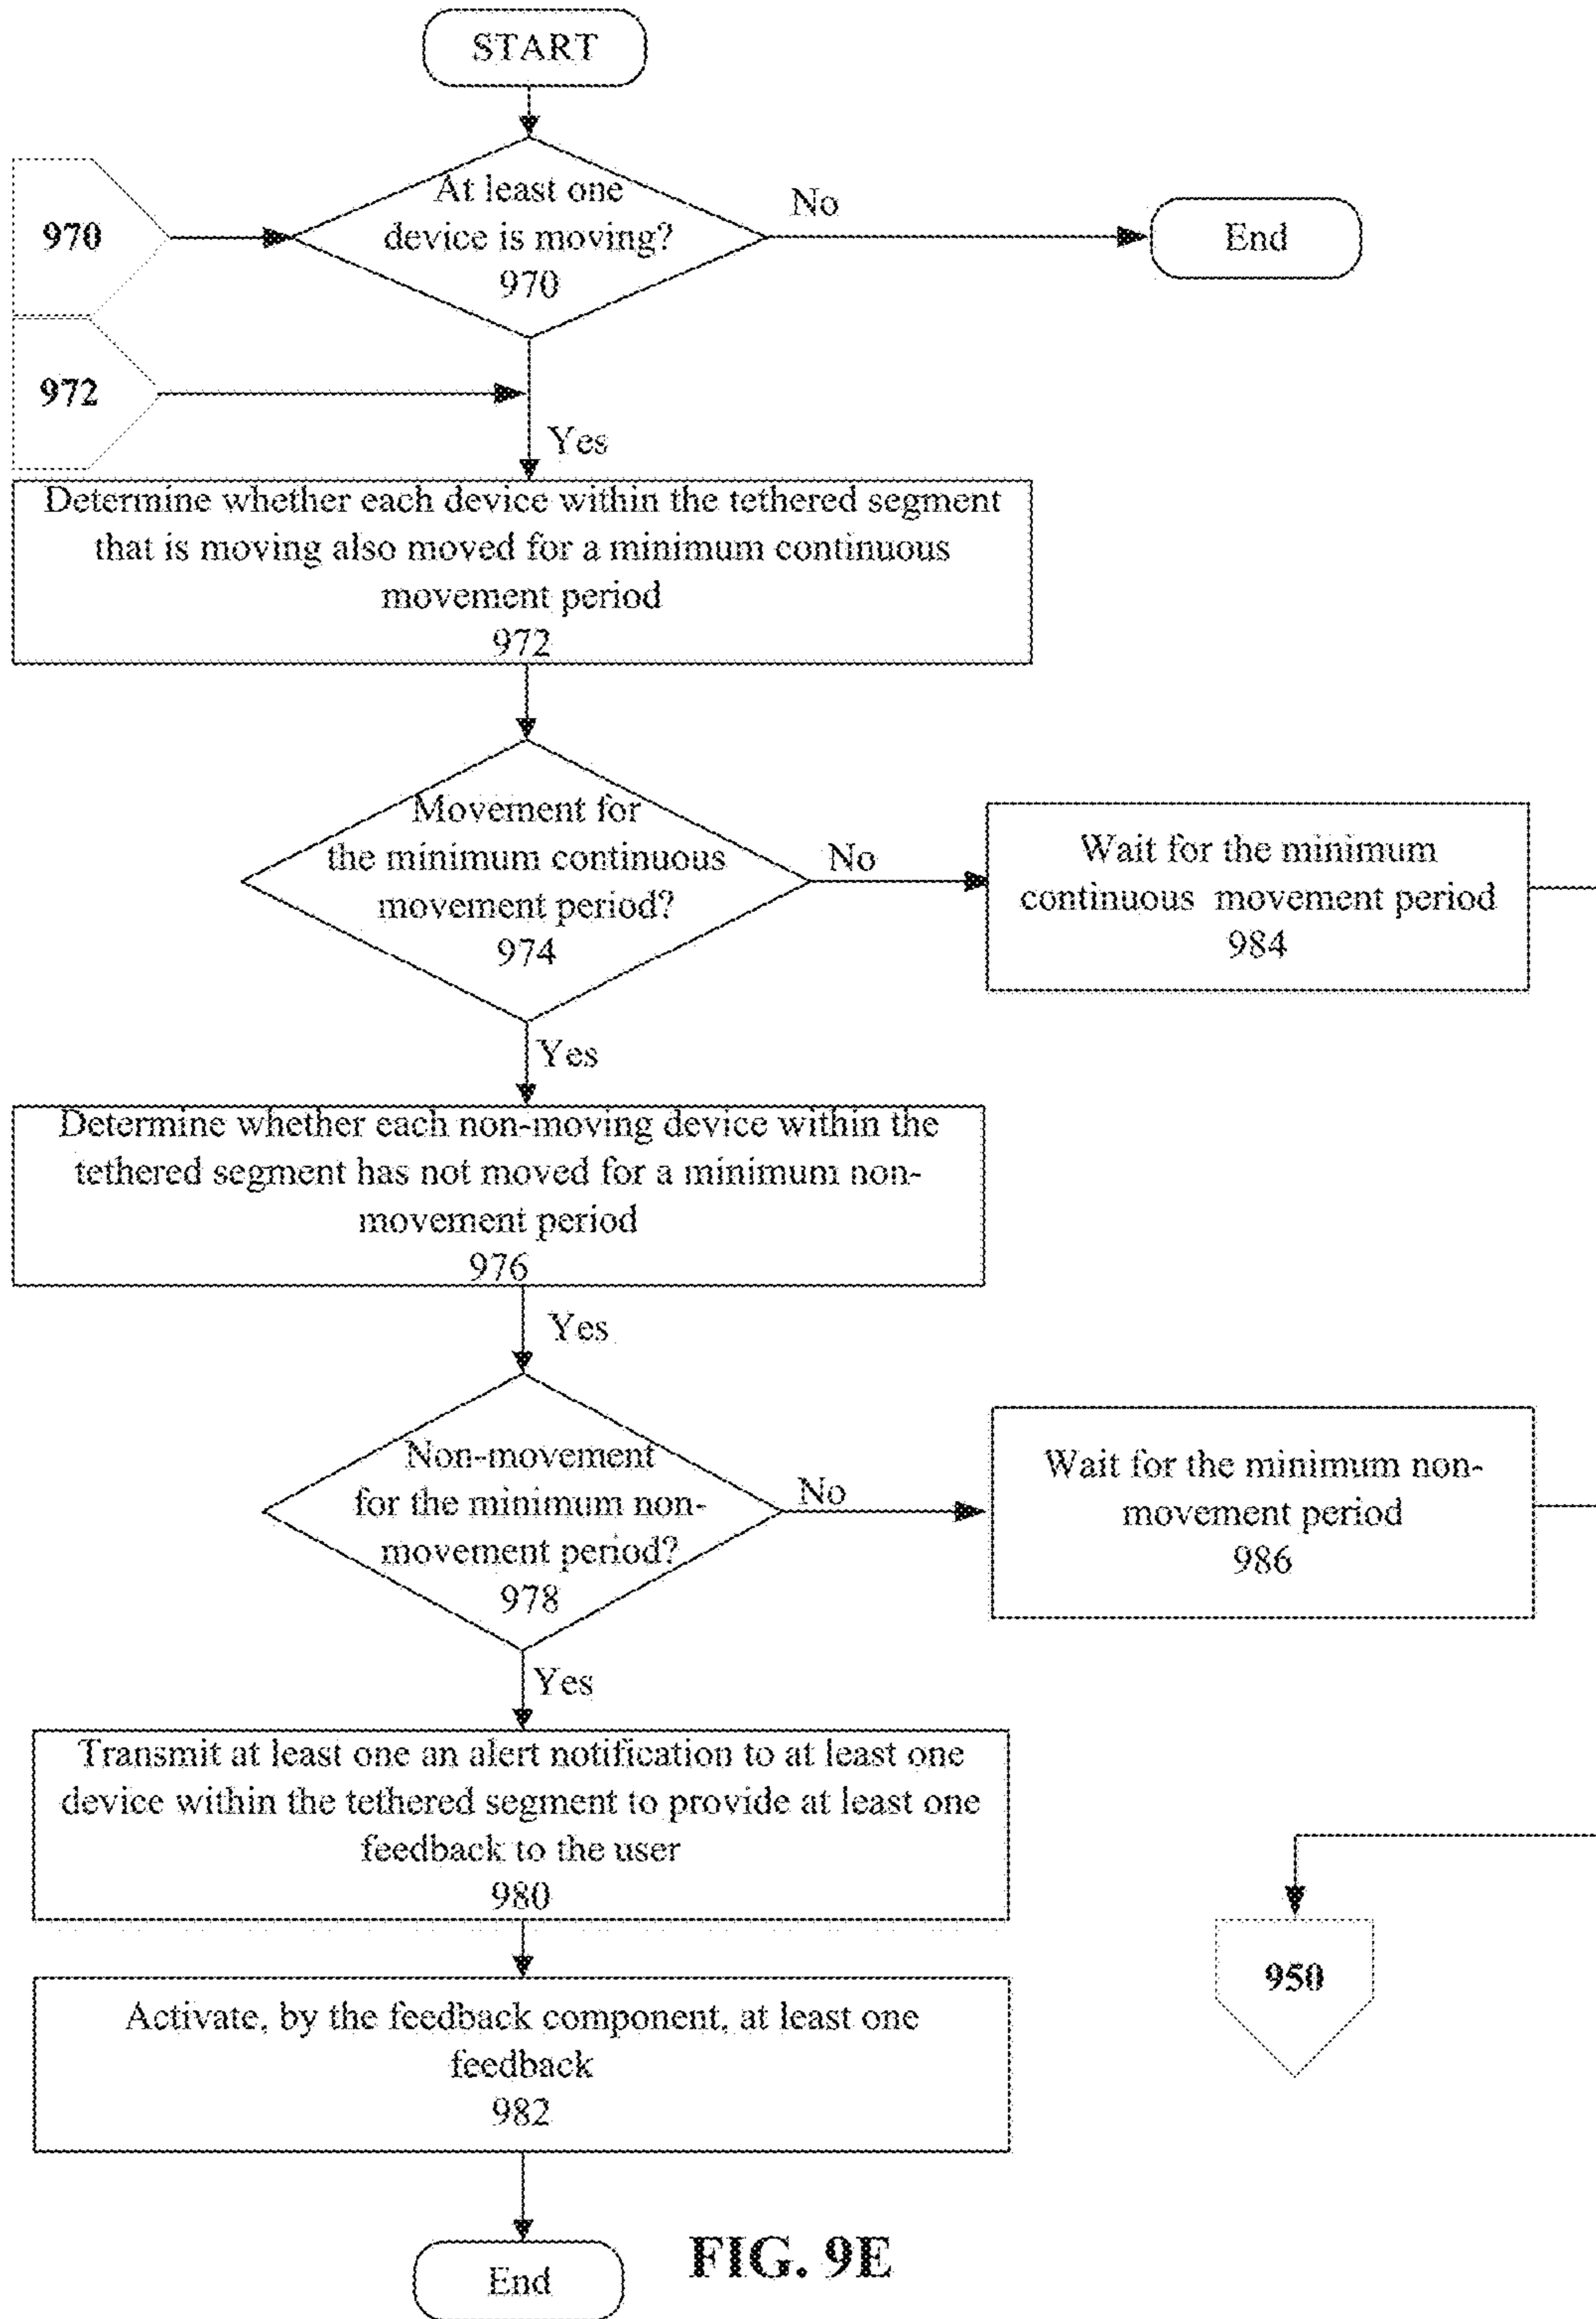 START
At least one
device is moving?
970
No
End
970
972
Yes
Determine whether each device within the tethered segment
that is moving also moved for a minimum continuous
movement period
972
Movement for
the minimum continuous
movement period?
974
No
Wait for the minimum
continuous movement period
984
Yes
Determine whether each non-moving device within the
tethered segment has not moved for a minimum non-
movement period
976
Yes
Non-movement
for the minimum non-
movement period?
978
No
Wait for the minimum non-
movement period
986
Yes
Transmit at least one an alert notification to at least one
device within the tethered segment to provide at least one
feedback to the user
980
950
Activate, by the feedback component, at least one
feedback
982
End
FIG. 9E